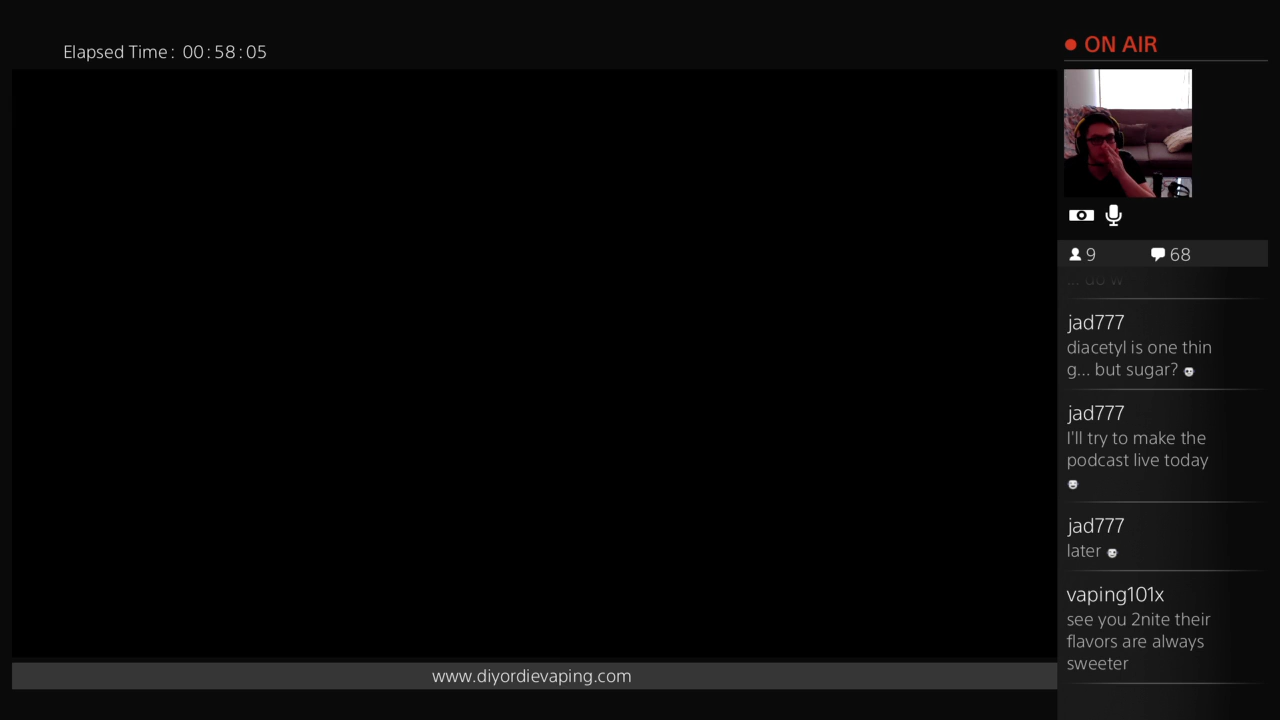 Elapsed Time: 00:58:05
ON AIR
9
68
... do w
jad777
diacetyl is one thin
g... but sugar?
jad777
I'll try to make the
podcast live today
jad777
later
vaping101x
see you 2nite their
flavors are always
sweeter
www.diyordievaping.com